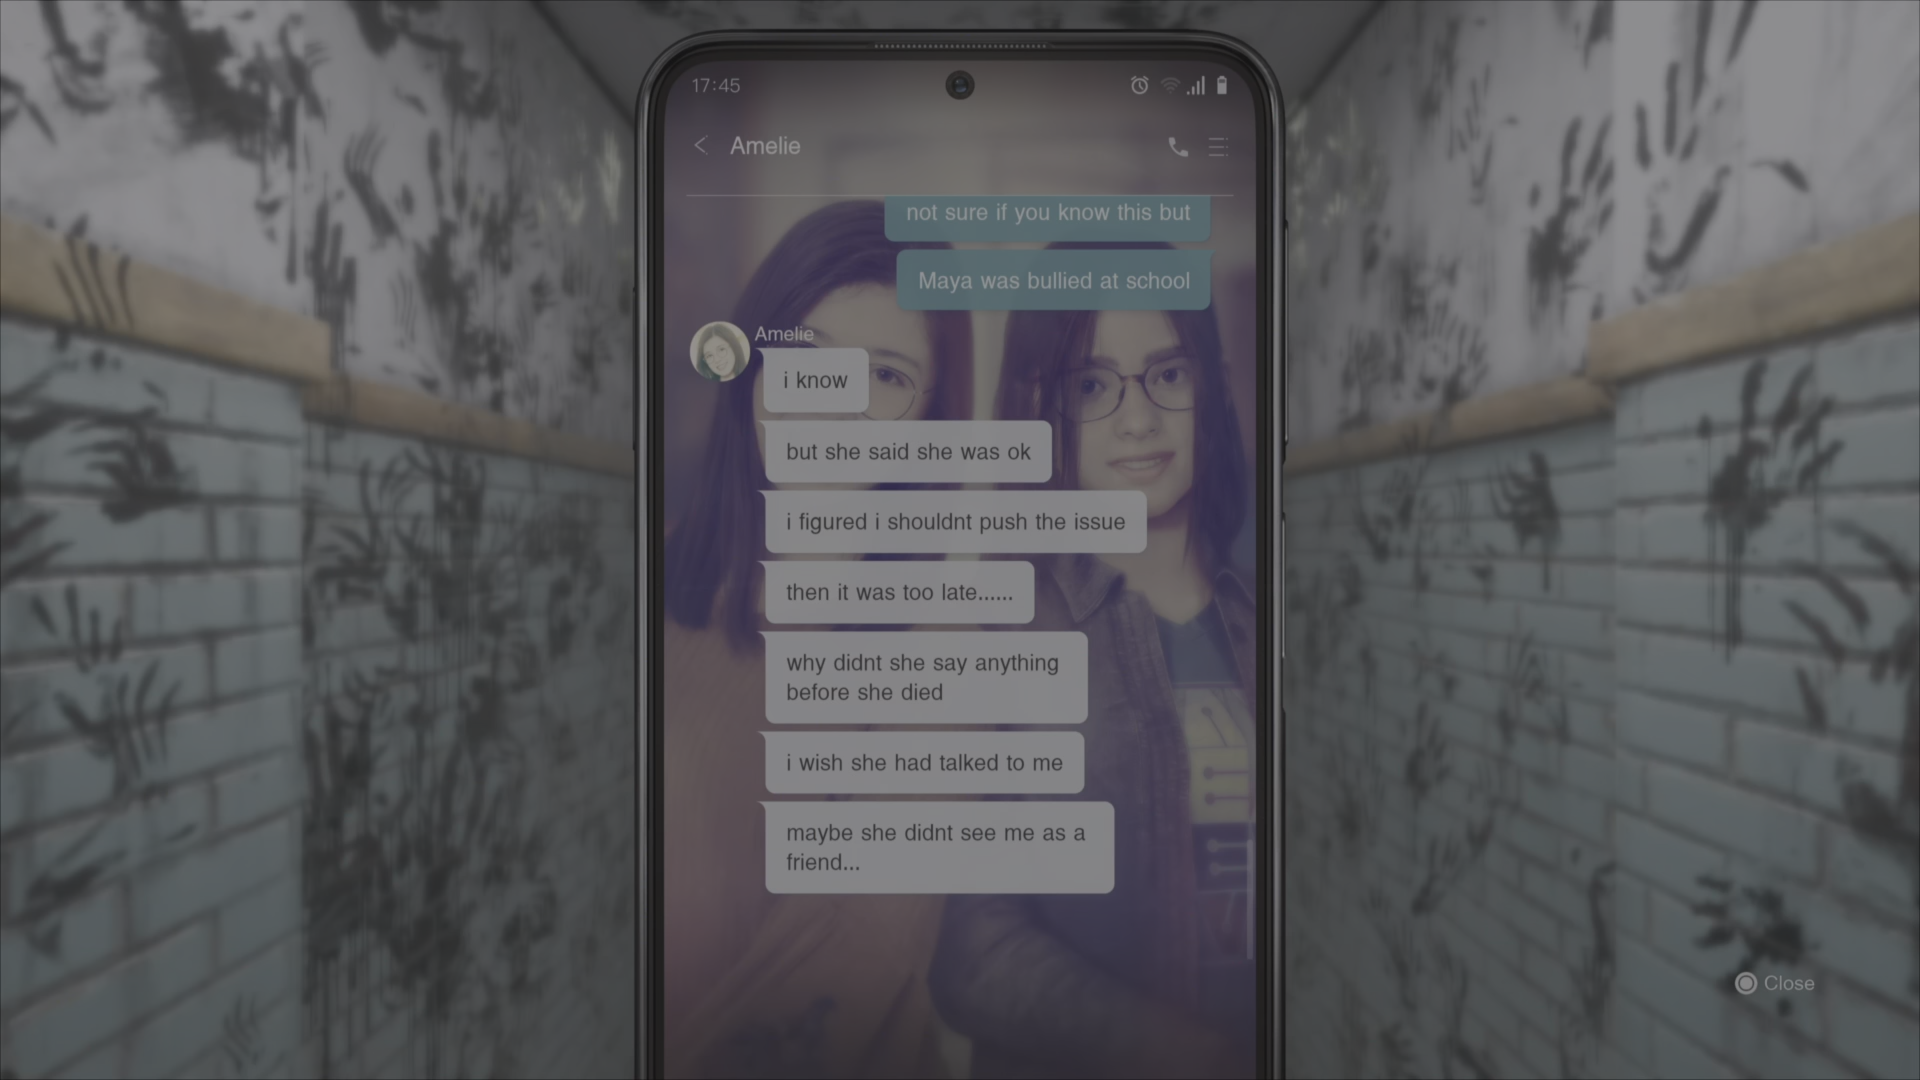 17:45
Amelie
not sure if you know this but
Maya was bullied at school
Amelie
i know
but she said she was ok
i figured i shouldnt push the issue
then it was too late......
why didnt she say anything
before she died
i wish she had talked to me
maybe she didnt see me as a
friend...
Close